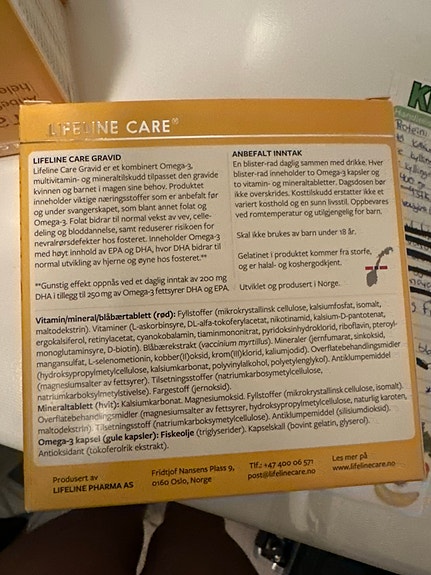 LIFELINE CARE®
LIFELINE CARE GRAVID
Lifeline Care Gravid er et kombinert Omega-3,
multivitamin- og mineraltilskudd tilpasset den gravide
kvinnen og barnet i magen sine behov. Produktet
inneholder viktige næringsstoffer som er anbefalt før
og under svangerskapet, som blant annet folat og
Omega-3. Folat bidrar til normal vekst av vev, celle-
deling og bloddannelse, samt reduserer risikoen for
nevralrørsdefekter hos fosteret. Inneholder Omega-3
med høyt innhold av EPA og DHA, hvor DHA bidrar til
normal utvikling av hjerne og øyne hos fosteret.**
**Gunstig effekt oppnås ved et daglig inntak av 200 mg
DHA i tillegg til 250 mg av Omega-3 fettsyrer DHA og EPA.
ANBEFALT INNTAK
En blister-rad daglig sammen med drikke. Hver
blister-rad inneholder to Omega-3 kapsler og
to vitamin- og mineraltabletter. Dagsdosen bør
ikke overskrides. Kosttilskudd erstatter ikke et
variert kosthold og en sunn livsstil. Oppbevares
ved romtemperatur og utilgjengelig for barn.
Skal ikke brukes av barn under 18 år.
Gelatinet i produktet kommer fra storfe,
og er halal- og koshergodkjent.
Utviklet og produsert i Norge.
Vitamin/mineral/blåbærtablett (rød): Fyllstoffer (mikrokrystallinsk cellulose, kalsiumfosfat, isomalt,
maltodekstrin). Vitaminer (L-askorbinsyre, DL-alfa-tokoferylacetat, nikotinamid, kalsium-D-pantotenat,
ergokalsiferol, retinylacetat, cyanokobalamin, tiaminmononitrat, pyridoksinhydroklorid, riboflavin, pteroyl-
monoglutaminsyre, D-biotin). Blåbærekstrakt (vaccinium myrtillus). Mineraler (jernfumarat, sinkoksid,
mangansulfat, L-selenometionin, kobber(II)oksid, krom(III)klorid, kaliumjodid). Overflatebehandlingsmidler
(hydroksypropylmetylcellulose, kalsiumkarbonat, polyvinylalkohol, polyetylenglykol). Antiklumpemiddel
(magnesiumsalter av fettsyrer). Tilsetningsstoffer (natriumkarboksymetylcellulose,
natriumkarboksylmetylstivelse). Fargestoff (jernoksid).
Mineraltablett (hvit): Kalsiumkarbonat. Magnesiumoksid. Fyllstoffer (mikrokrystallinsk cellulose, isomalt).
Overflatebehandlingsmidler (magnesiumsalter av fettsyrer, hydroksypropylmetylcellulose, naturlig karoten,
maltodekstrin). Tilsetningsstoff (natriumkarboksymetylcellulose). Antiklumpemiddel (silisiumdioksid).
Omega-3 kapsel (gule kapsler): Fiskeolje (triglyserider). Kapselskall (bovint gelatin, glyserol).
Antioksidant (tokoferolrik ekstrakt).
Produsert av
LIFELINE PHARMA AS
Fridtjof Nansens Plass 9,
0160 Oslo, Norge
Tlf.: +47 400 06 571
post@lifelinecare.no
Les mer på
www.lifelinecare.no